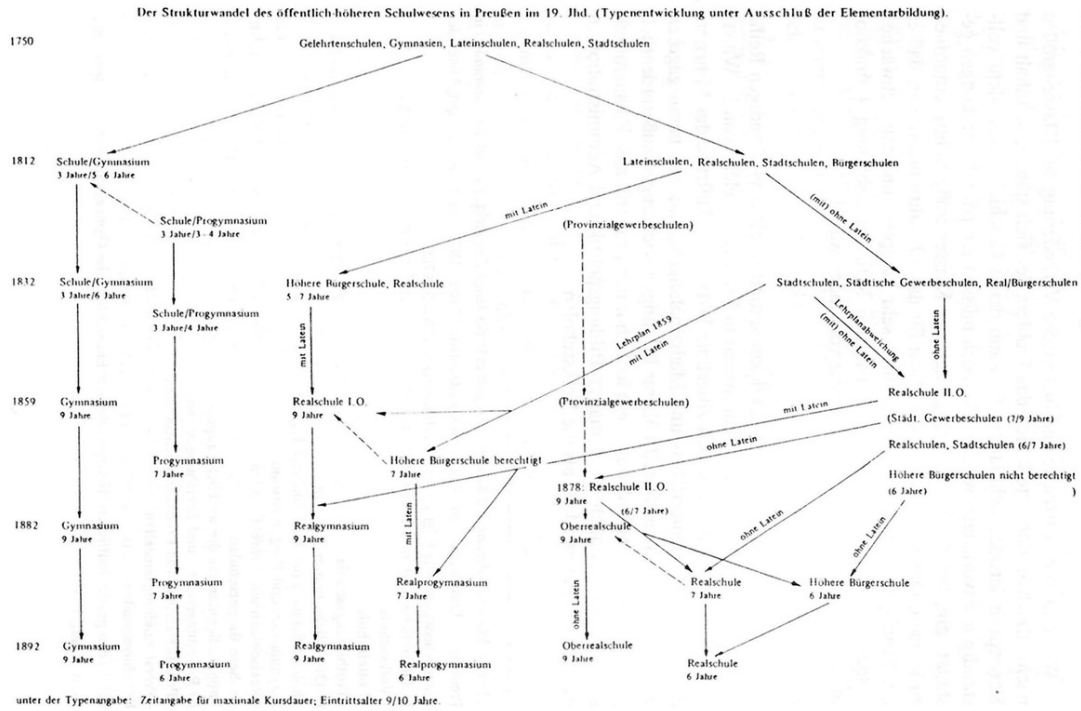 Der Strukturwandel des öffentlich-höheren Schulwesens in Preußen im 19. Jhd. (Typenentwicklung unter Ausschluß der Elementarbildung).
1750
Gelehrtenschulen, Gymnasien, Lateinschulen, Realschulen, Stadtschulen
1812
Schule/Gymnasium
3 Jahre/5-6 Jahre
Lateinschulen, Realschulen, Stadtschulen, Bürgerschulen
Schule/Progymnasium
3 Jahre/3-4 Jahre
mit Latein
(Provinzialgewerbeschulen)
(mit) ohne Latein
1832
Schule/Gymnasium
3 Jahre/6 Jahre
Höhere Bürgerschule, Realschule
5-7 Jahre
Stadtschulen, Städtische Gewerbeschulen, Real/Bürgerschulen
Schule/Progymnasium
3 Jahre/4 Jahre
mit Latein
Lehrplan 1859
mit Latein
Lehrplanabweichung
(mit) ohne Latein
ohne Latein
1859
Gymnasium
9 Jahre
Realschule I.O.
9 Jahre
(Provinzialgewerbeschulen)
Realschule II.O.
mit Latein
(Städt. Gewerbeschulen (7/9 Jahre)
ohne Latein
Realschulen, Stadtschulen (6/7 Jahre)
Progymnasium
7 Jahre
Höhere Bürgerschule berechtigt
7 Jahre
Höhere Bürgerschulen nicht berechtigt
(6 Jahre) )
1878: Realschule II.O.
9 Jahre
(6/7 Jahre)
1882
Gymnasium
9 Jahre
Realgymnasium
9 Jahre
mit Latein
Oberrealschule
9 Jahre
ohne Latein
ohne Latein
Progymnasium
7 Jahre
Realprogymnasium
7 Jahre
ohne Latein
Realschule
7 Jahre
Höhere Bürgerschule
6 Jahre
1892
Gymnasium
9 Jahre
Realgymnasium
9 Jahre
Oberrealschule
9 Jahre
Progymnasium
6 Jahre
Realprogymnasium
6 Jahre
Realschule
6 Jahre
unter der Typenangabe: Zeitangabe für maximale Kursdauer; Eintrittsalter 9/10 Jahre.